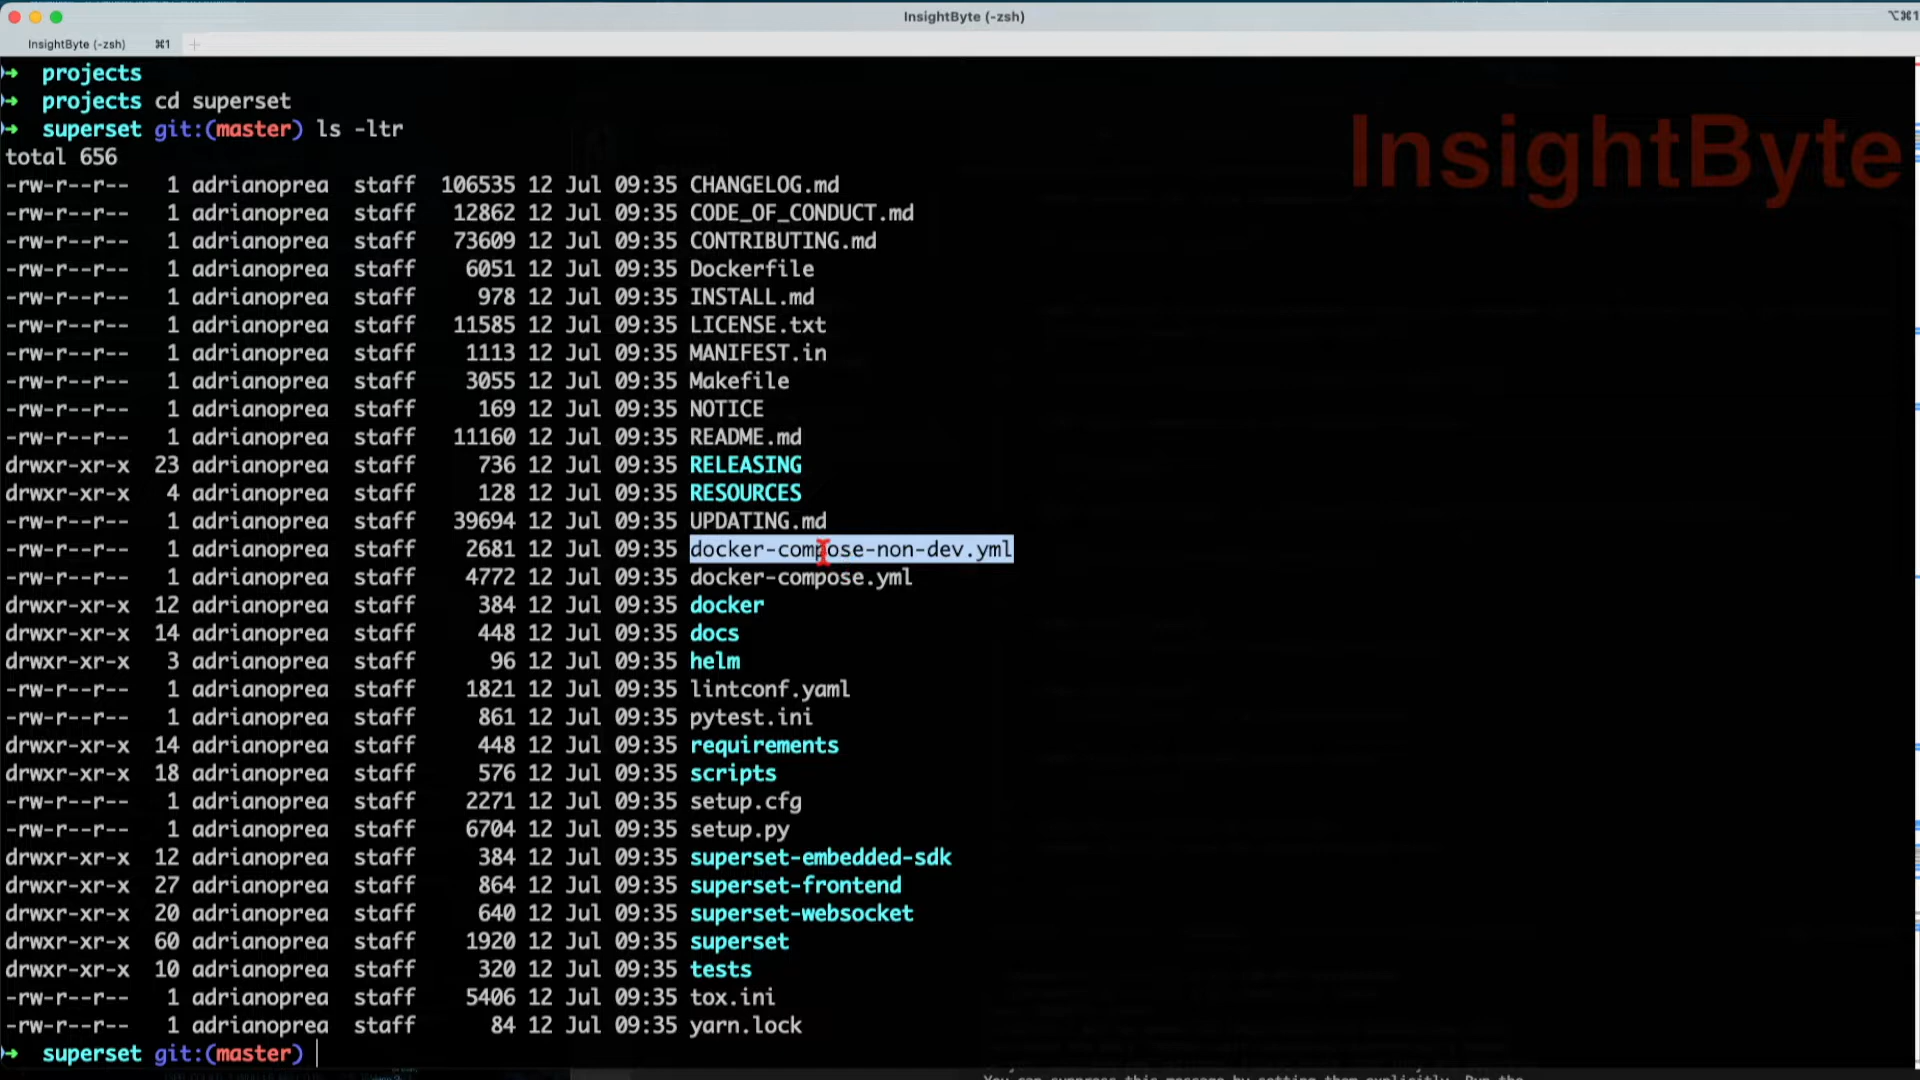 InsightByte (-zsh)
⌥⌘1
InsightByte (-zsh) ⌘1 +
➜ projects
➜ projects cd superset
➜ superset git:(master) ls -ltr
InsightByte
total 656
-rw-r--r-- 1 adrianoprea staff 106535 12 Jul 09:35 CHANGELOG.md
-rw-r--r-- 1 adrianoprea staff 12862 12 Jul 09:35 CODE_OF_CONDUCT.md
-rw-r--r-- 1 adrianoprea staff 73609 12 Jul 09:35 CONTRIBUTING.md
-rw-r--r-- 1 adrianoprea staff 6051 12 Jul 09:35 Dockerfile
-rw-r--r-- 1 adrianoprea staff 978 12 Jul 09:35 INSTALL.md
-rw-r--r-- 1 adrianoprea staff 11585 12 Jul 09:35 LICENSE.txt
-rw-r--r-- 1 adrianoprea staff 1113 12 Jul 09:35 MANIFEST.in
-rw-r--r-- 1 adrianoprea staff 3055 12 Jul 09:35 Makefile
-rw-r--r-- 1 adrianoprea staff 169 12 Jul 09:35 NOTICE
-rw-r--r-- 1 adrianoprea staff 11160 12 Jul 09:35 README.md
drwxr-xr-x 23 adrianoprea staff 736 12 Jul 09:35 RELEASING
drwxr-xr-x 4 adrianoprea staff 128 12 Jul 09:35 RESOURCES
-rw-r--r-- 1 adrianoprea staff 39694 12 Jul 09:35 UPDATING.md
-rw-r--r-- 1 adrianoprea staff 2681 12 Jul 09:35 docker-compose-non-dev.yml
-rw-r--r-- 1 adrianoprea staff 4772 12 Jul 09:35 docker-compose.yml
drwxr-xr-x 12 adrianoprea staff 384 12 Jul 09:35 docker
drwxr-xr-x 14 adrianoprea staff 448 12 Jul 09:35 docs
drwxr-xr-x 3 adrianoprea staff 96 12 Jul 09:35 helm
-rw-r--r-- 1 adrianoprea staff 1821 12 Jul 09:35 lintconf.yaml
-rw-r--r-- 1 adrianoprea staff 861 12 Jul 09:35 pytest.ini
drwxr-xr-x 14 adrianoprea staff 448 12 Jul 09:35 requirements
drwxr-xr-x 18 adrianoprea staff 576 12 Jul 09:35 scripts
-rw-r--r-- 1 adrianoprea staff 2271 12 Jul 09:35 setup.cfg
-rw-r--r-- 1 adrianoprea staff 6704 12 Jul 09:35 setup.py
drwxr-xr-x 12 adrianoprea staff 384 12 Jul 09:35 superset-embedded-sdk
drwxr-xr-x 27 adrianoprea staff 864 12 Jul 09:35 superset-frontend
drwxr-xr-x 20 adrianoprea staff 640 12 Jul 09:35 superset-websocket
drwxr-xr-x 60 adrianoprea staff 1920 12 Jul 09:35 superset
drwxr-xr-x 10 adrianoprea staff 320 12 Jul 09:35 tests
-rw-r--r-- 1 adrianoprea staff 5406 12 Jul 09:35 tox.ini
-rw-r--r-- 1 adrianoprea staff 84 12 Jul 09:35 yarn.lock
➜ superset git:(master)